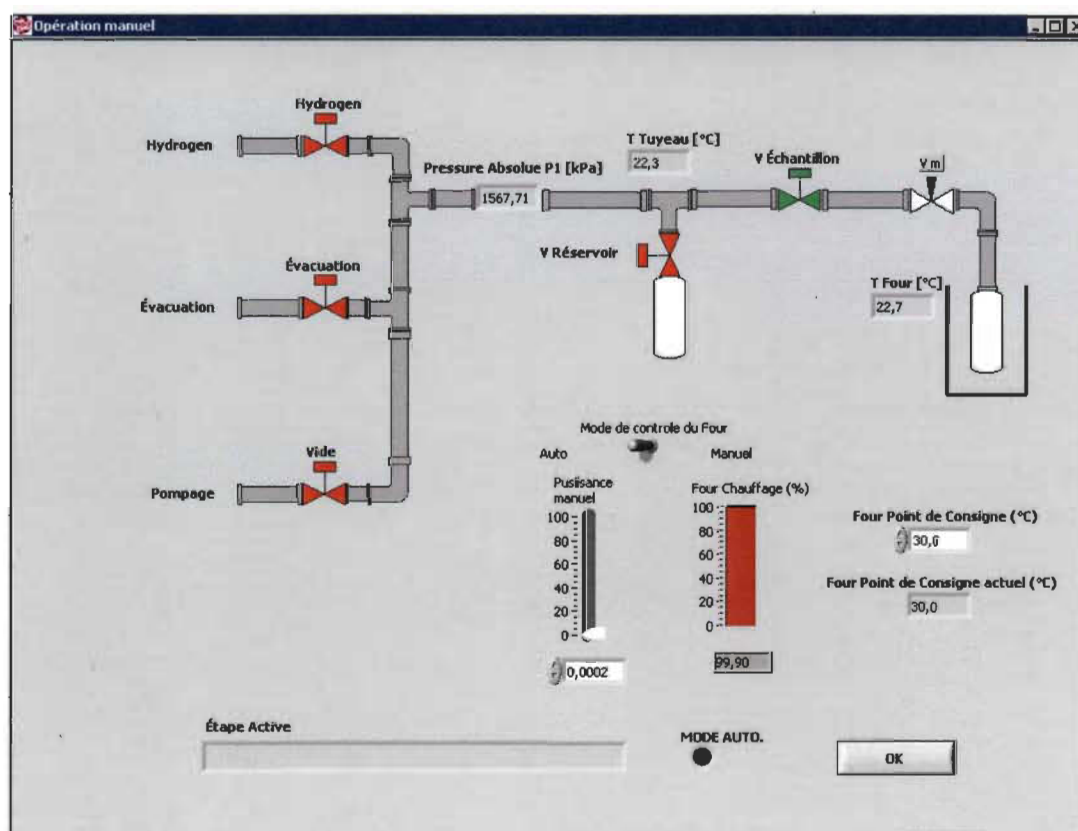 Opération manuel
Hydrogen
Hydrogen
T Tuyeau [°C]
22,3
V Échantillon
V m
Pressure Absolue P1 [kPa]
1567,71
V Réservoir
Évacuation
Évacuation
T Four [°C]
22,7
Mode de controle du Four
Auto
Manuel
Vide
Pompage
Puslisance
manuel
100
80
60
40
20
0
0,0002
Four Chauffage (%)
100
80
60
40
20
0
99,90
Four Point de Consigne (°C)
Four Point de Consigne actuel (°C)
30,0
Étape Active
MODE AUTO.
OK